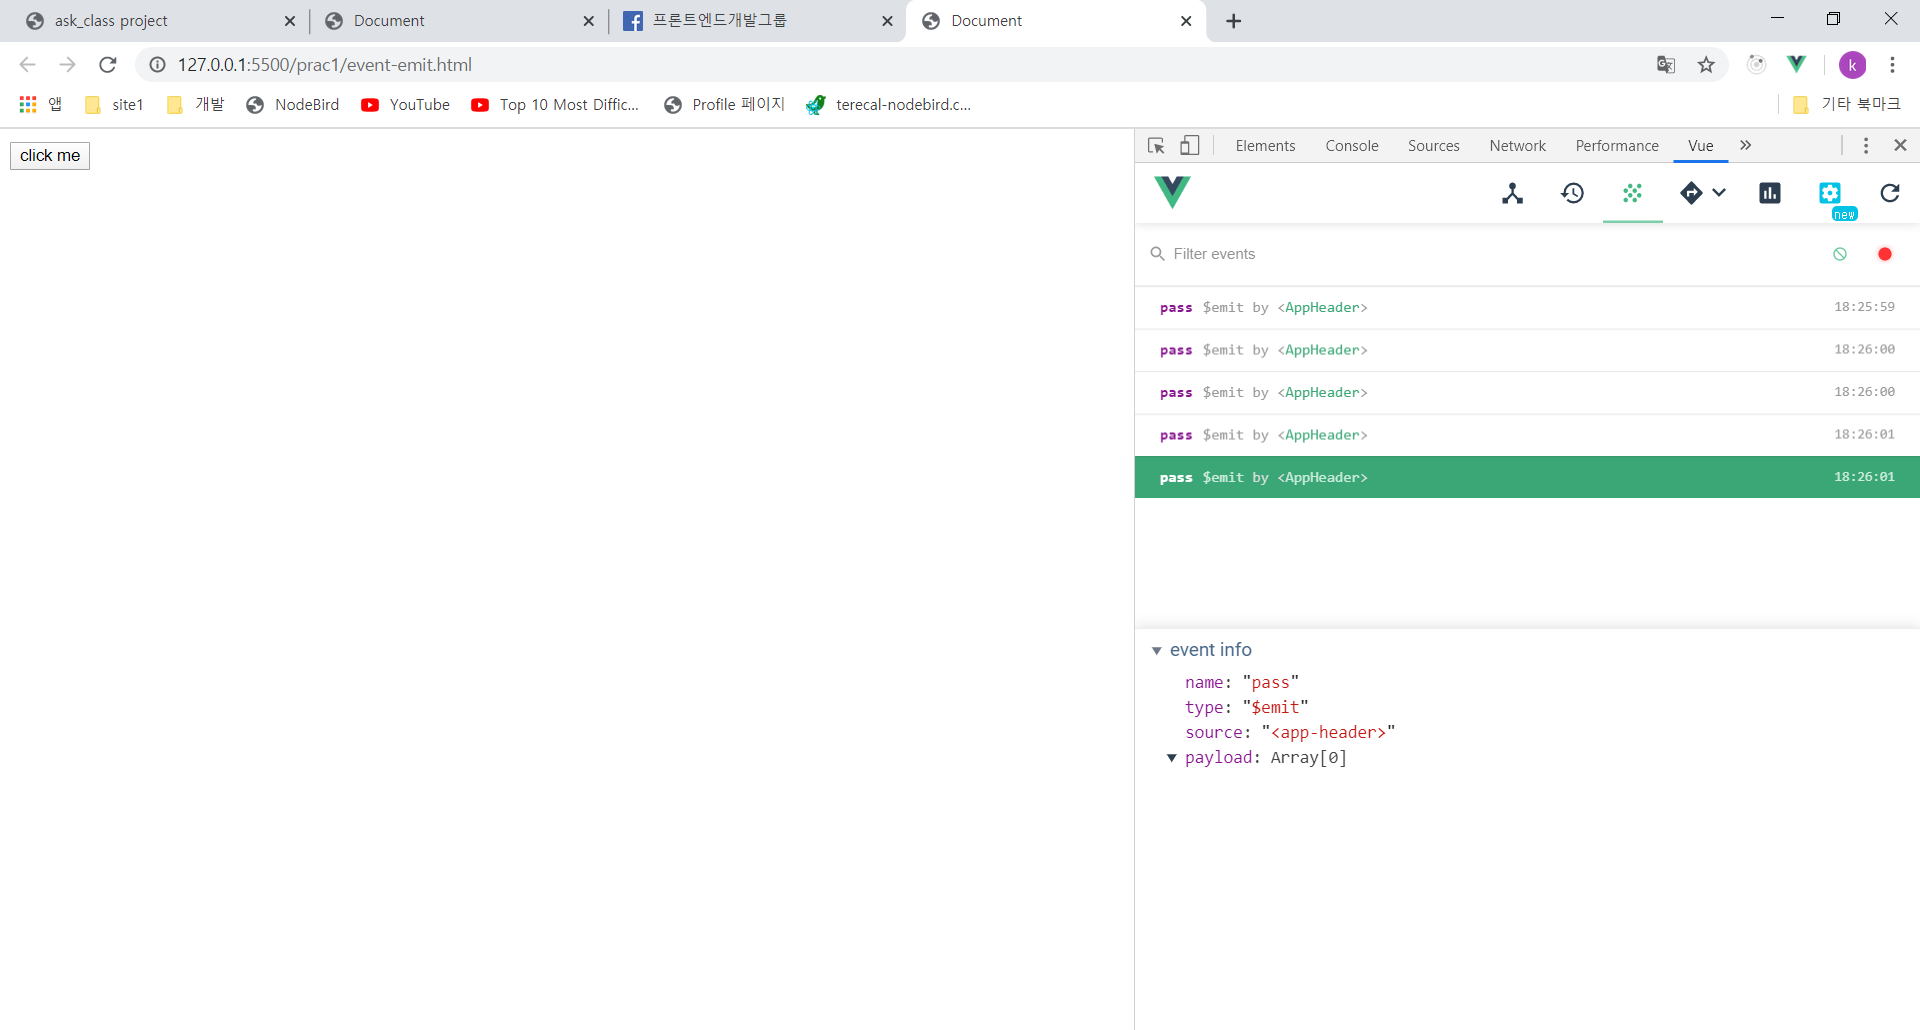 ask_class project
Document
프론트엔드개발그룹
Document
127.0.0.1:5500/prac1/event-emit.html
k
앱
site1
개발
NodeBird
YouTube
Top 10 Most Diffic...
Profile 페이지
terecal-nodebird.c...
기타 북마크
click me
Elements
Console
Sources
Network
Performance
Vue
new
Filter events
pass $emit by <AppHeader> 18:25:59
pass $emit by <AppHeader> 18:26:00
pass $emit by <AppHeader> 18:26:00
pass $emit by <AppHeader> 18:26:01
pass $emit by <AppHeader> 18:26:01
event info
name: "pass"
type: "$emit"
source: "<app-header>"
payload: Array[0]